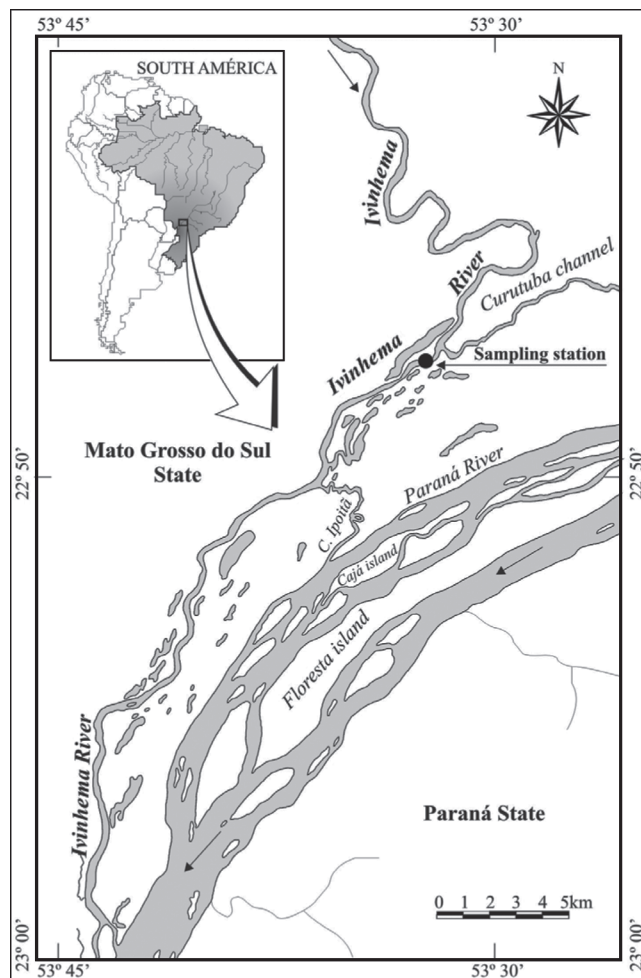 53º 45’
53º 30’
SOUTH AMÉRICA
N
Ivinhema
River
Curutuba channel
Ivinhema
Sampling station
Mato Grosso do Sul
State
22º 50’
22º 50’
Paraná River
C. Ipoitã
Cajá island
Floresta island
Ivinhema River
Paraná State
0 1 2 3 4 5km
23º 00’
23º 00’
53º 45’
53º 30’